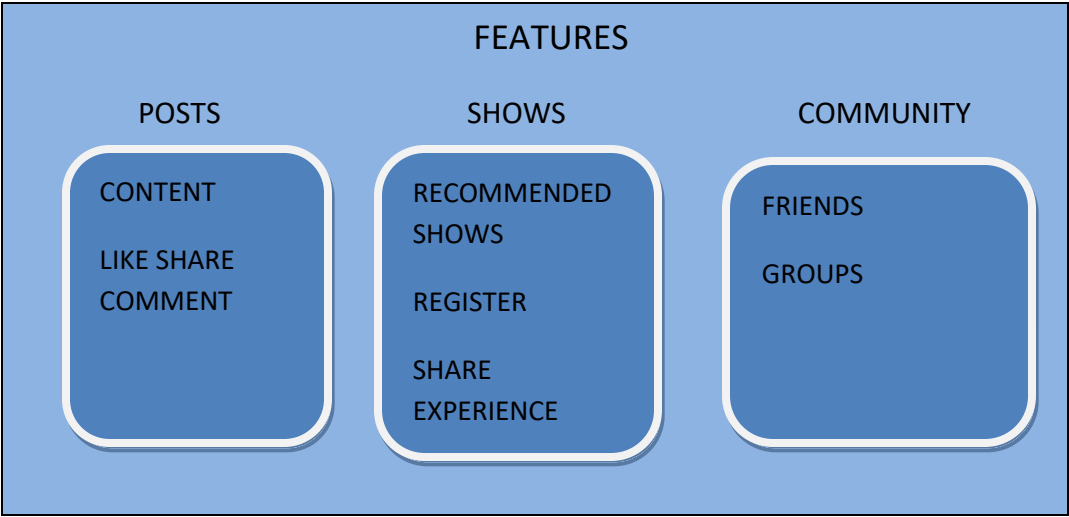 FEATURES
POSTS
CONTENT
LIKE SHARE
COMMENT
SHOWS
RECOMMENDED
SHOWS
REGISTER
SHARE
EXPERIENCE
COMMUNITY
FRIENDS
GROUPS